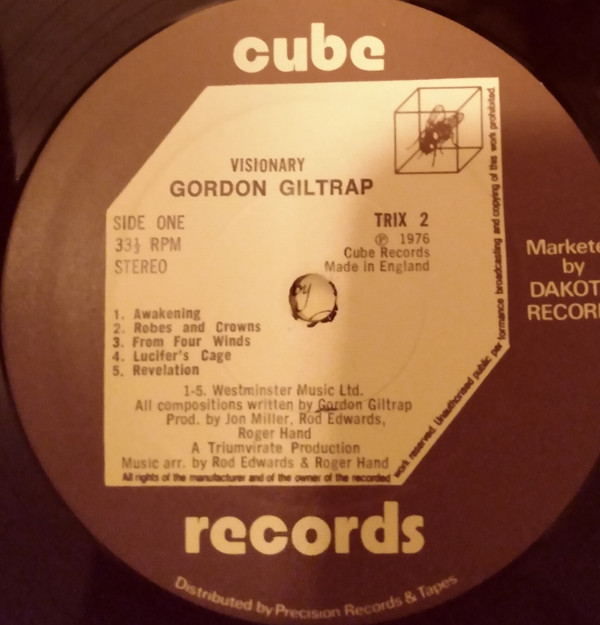 cube
VISIONARY
GORDON GILTRAP
SIDE ONE
33⅓ RPM
STEREO
TRIX 2
Ⓟ 1976
Cube Records
Made in England
1. Awakening
2. Robes and Crowns
3. From Four Winds
4. Lucifer's Cage
5. Revelation
1-5. Westminster Music Ltd.
All compositions written by Gordon Giltrap
Prod. by Jon Miller, Rod Edwards,
Roger Hand
A Triumvirate Production
Music arr. by Rod Edwards & Roger Hand
All rights of the manufacturer and of the owner of the recorded work reserved. Unauthorised public performance broadcasting and copying of this work prohibited.
Markete
by
DAKOT
RECOR
records
Distributed by Precision Records & Tapes